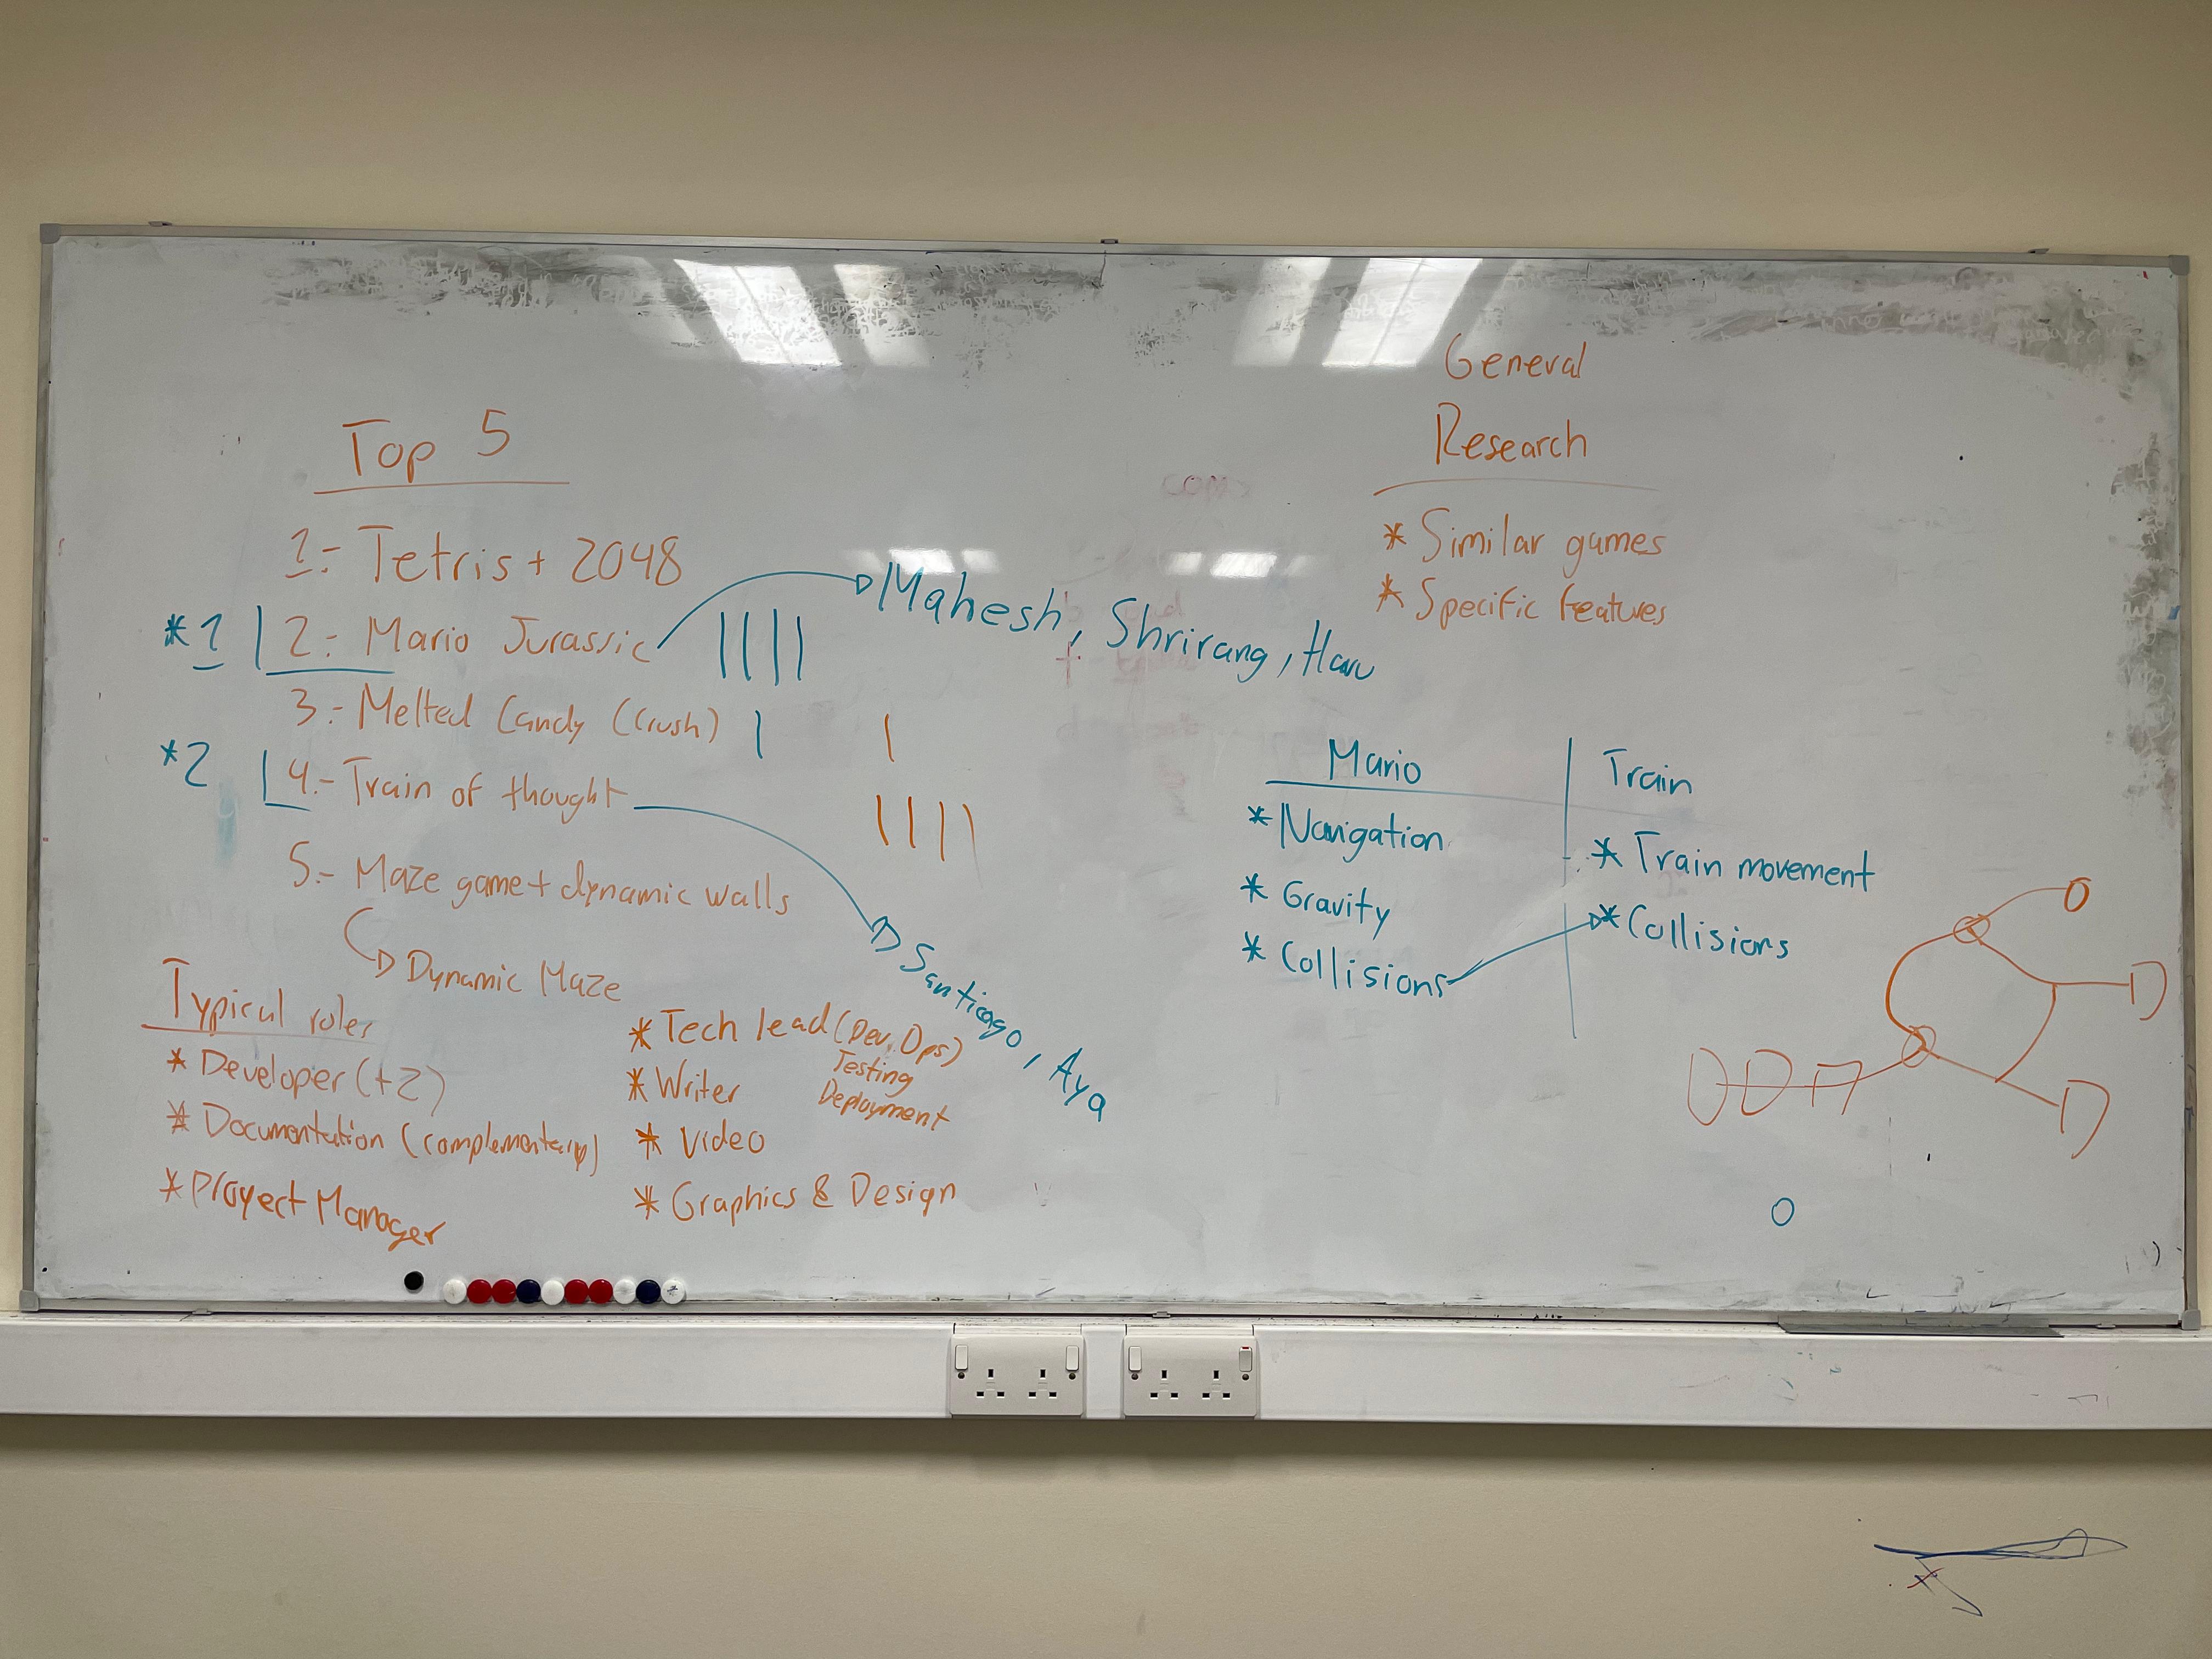 Top 5
1.- Tetris + 2048
*1 2.- Mario Jurassic
Mahesh, Shrirang, Haru
3.- Melted Candy (Crush)
*2 4.- Train of thought
Santiago, Aya
5.- Maze game + dynamic walls
Dynamic Maze
Typical roles
* Developer (+2)
* Documentation (complementary)
* Proyect Manager
* Tech lead (Dev. Ops)
Testing
Deployment
* Writer
* Video
* Graphics & Design
General
Research
* Similar games
* Specific features
Mario
* Navigation
* Gravity
* Collisions
Train
* Train movement
* Collisions